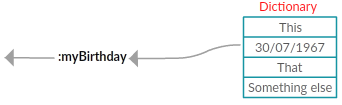 Dictionary
This
:myBirthday
30/07/1967
That
Something else